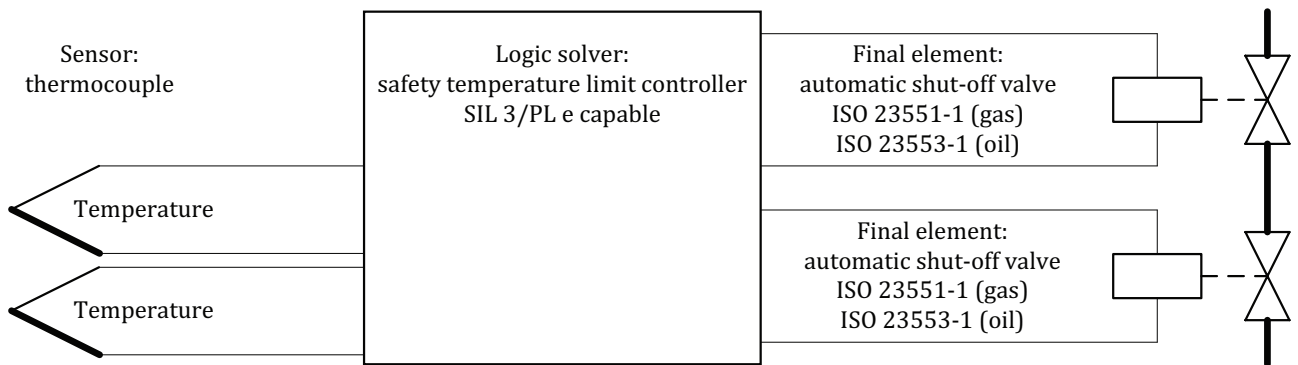 Sensor:
thermocouple
Temperature
Temperature
Logic solver:
safety temperature limit controller
SIL 3/PL e capable
Final element:
automatic shut-off valve
ISO 23551-1 (gas)
ISO 23553-1 (oil)
Final element:
automatic shut-off valve
ISO 23551-1 (gas)
ISO 23553-1 (oil)